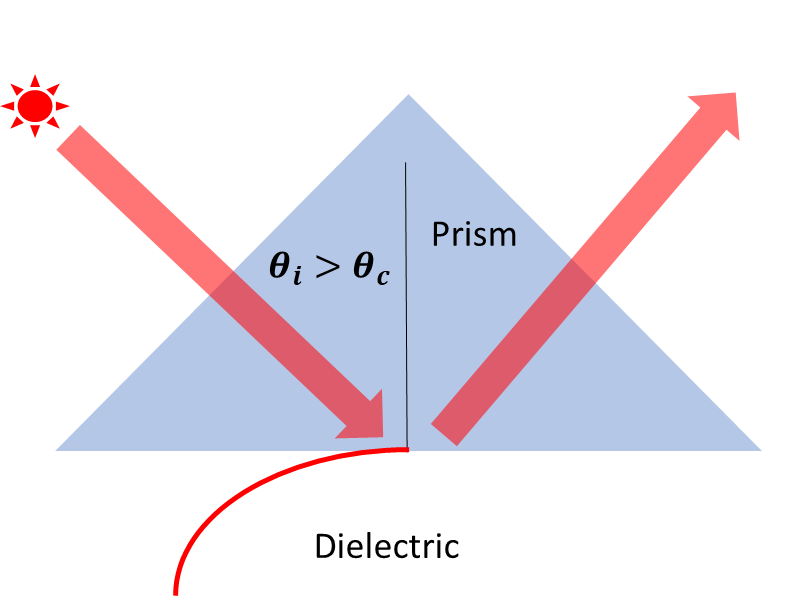 Prism
θi > θc
Dielectric